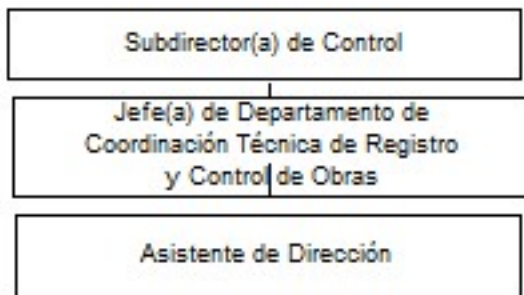 Subdirector(a) de Control
Jefe(a) de Departamento de
Coordinación Técnica de Registro
y Control de Obras
Asistente de Dirección